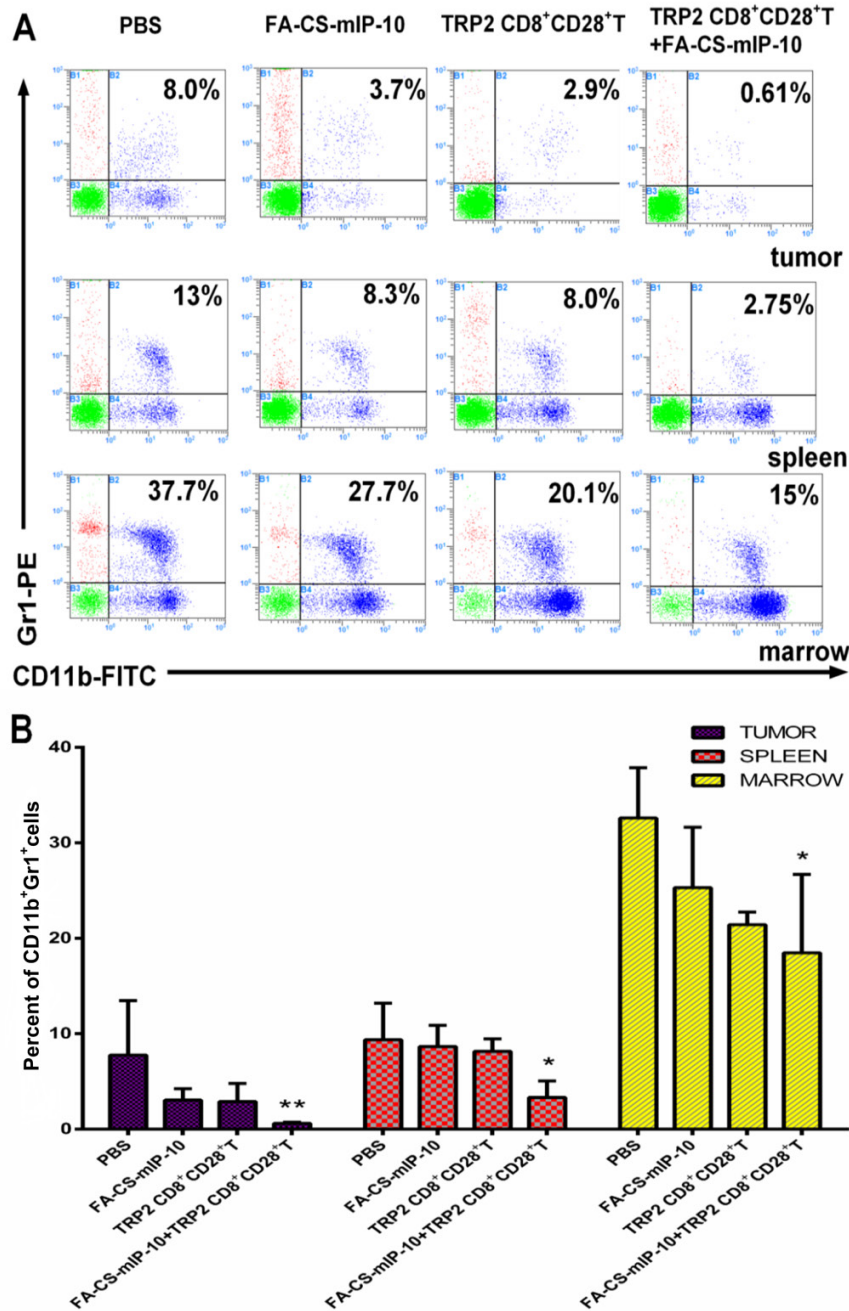 A
PBS
FA-CS-mIP-10
TRP2 CD8+CD28+T
TRP2 CD8+CD28+T
+FA-CS-mIP-10
8.0%
3.7%
2.9%
0.61%
tumor
13%
8.3%
8.0%
2.75%
spleen
37.7%
27.7%
20.1%
15%
marrow
Gr1-PE
CD11b-FITC
B
TUMOR
SPLEEN
MARROW
Percent of CD11b+Gr1+cells
40
30
20
10
0
**
*
*
PBS
FA-CS-mIP-10
TRP2 CD8+CD28+T
FA-CS-mIP-10+TRP2 CD8+CD28+T
PBS
FA-CS-mIP-10
TRP2 CD8+CD28+T
FA-CS-mIP-10+TRP2 CD8+CD28+T
PBS
FA-CS-mIP-10
TRP2 CD8+CD28+T
FA-CS-mIP-10+TRP2 CD8+CD28+T